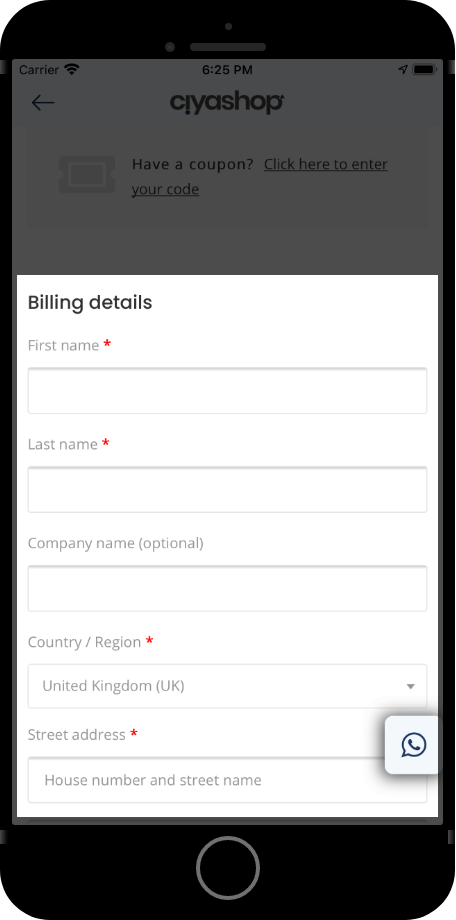 Carrier 6:25 PM
ciyashop
Have a coupon? Click here to enter
your code
Billing details
First name *
Last name *
Company name (optional)
Country / Region *
United Kingdom (UK)
Street address *
House number and street name